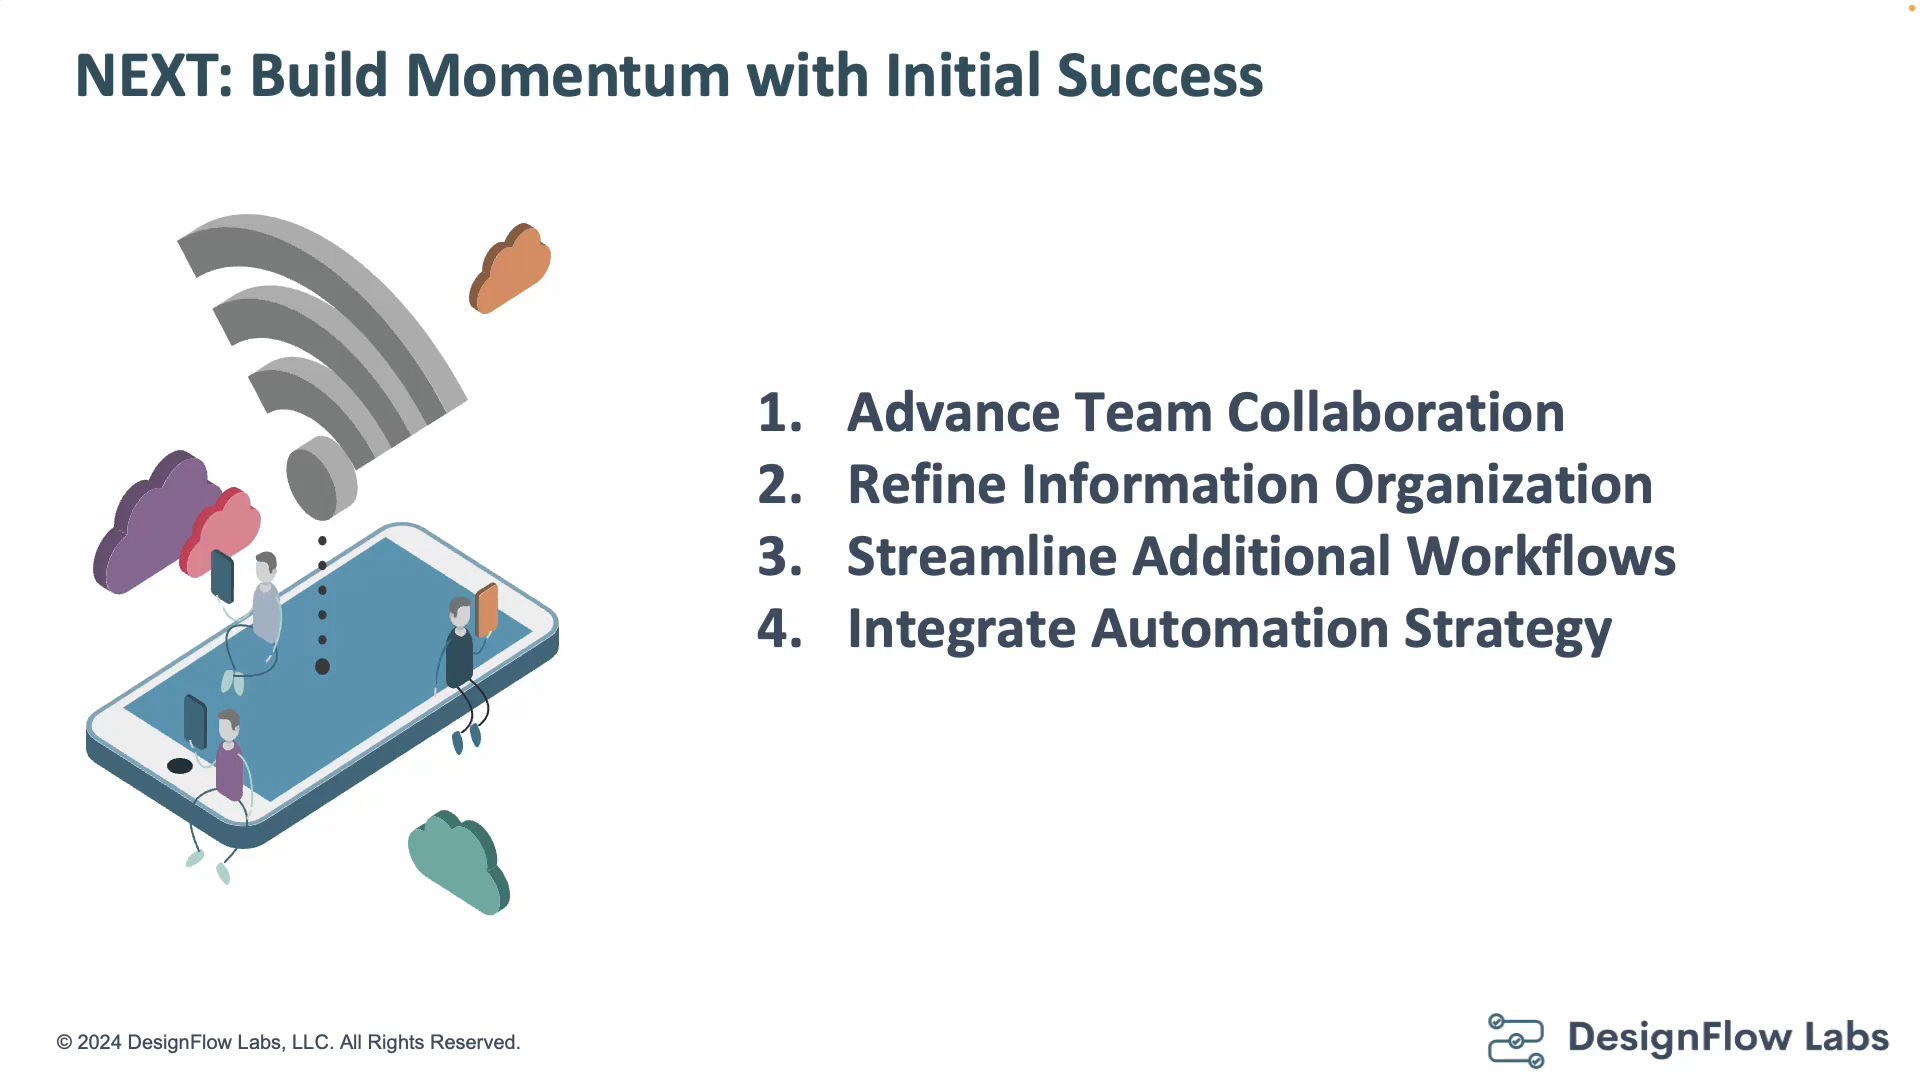 NEXT: Build Momentum with Initial Success
1. Advance Team Collaboration
2. Refine Information Organization
3. Streamline Additional Workflows
4. Integrate Automation Strategy
© 2024 DesignFlow Labs, LLC. All Rights Reserved.
DesignFlow Labs